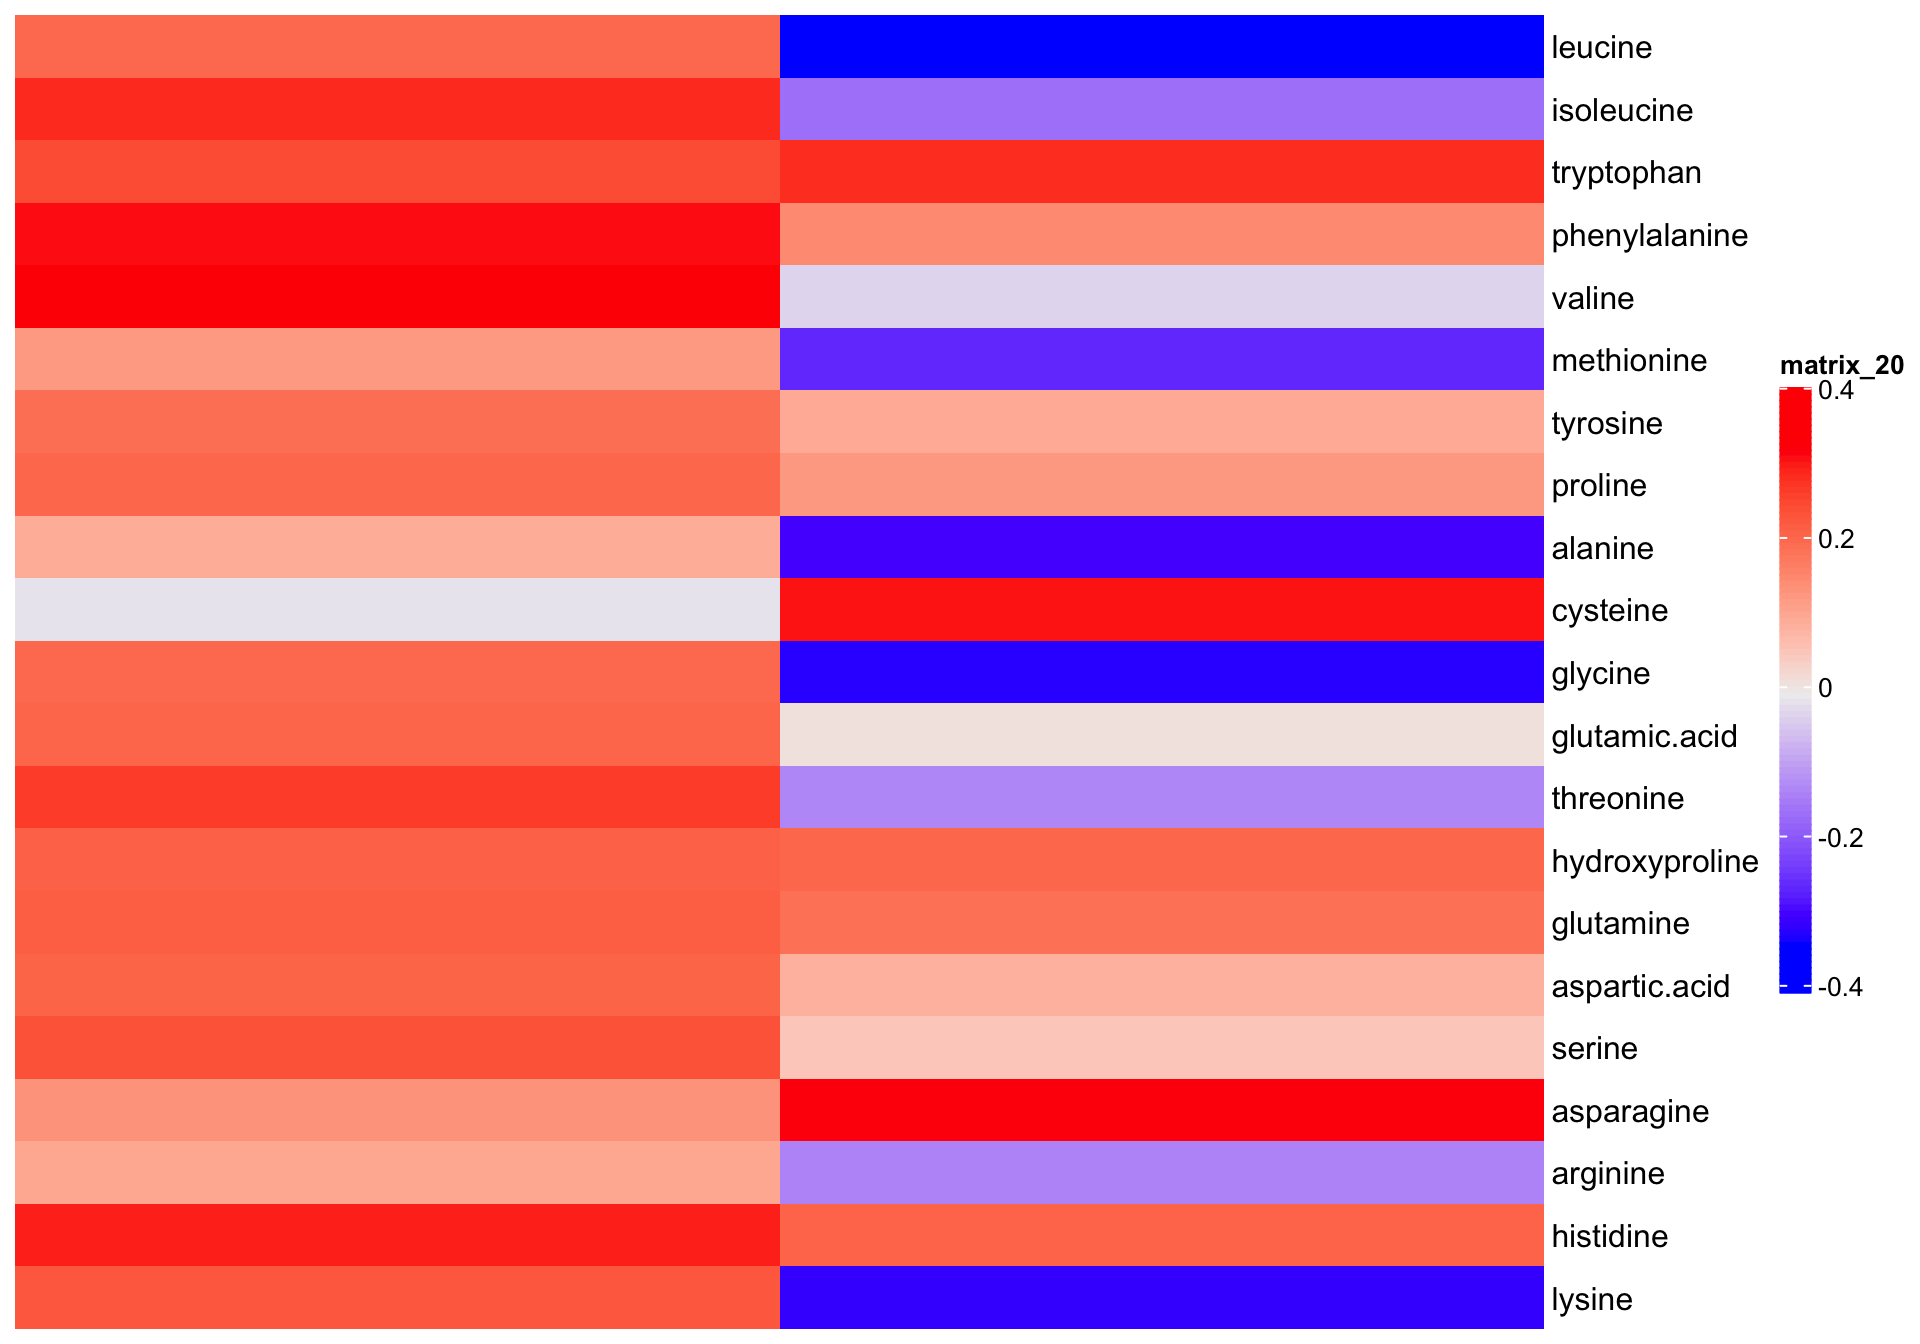 leucine
isoleucine
tryptophan
phenylalanine
valine
methionine
tyrosine
proline
alanine
cysteine
glycine
glutamic.acid
threonine
hydroxyproline
glutamine
aspartic.acid
serine
asparagine
arginine
histidine
lysine
matrix_20
0.4
0.2
0
-0.2
-0.4